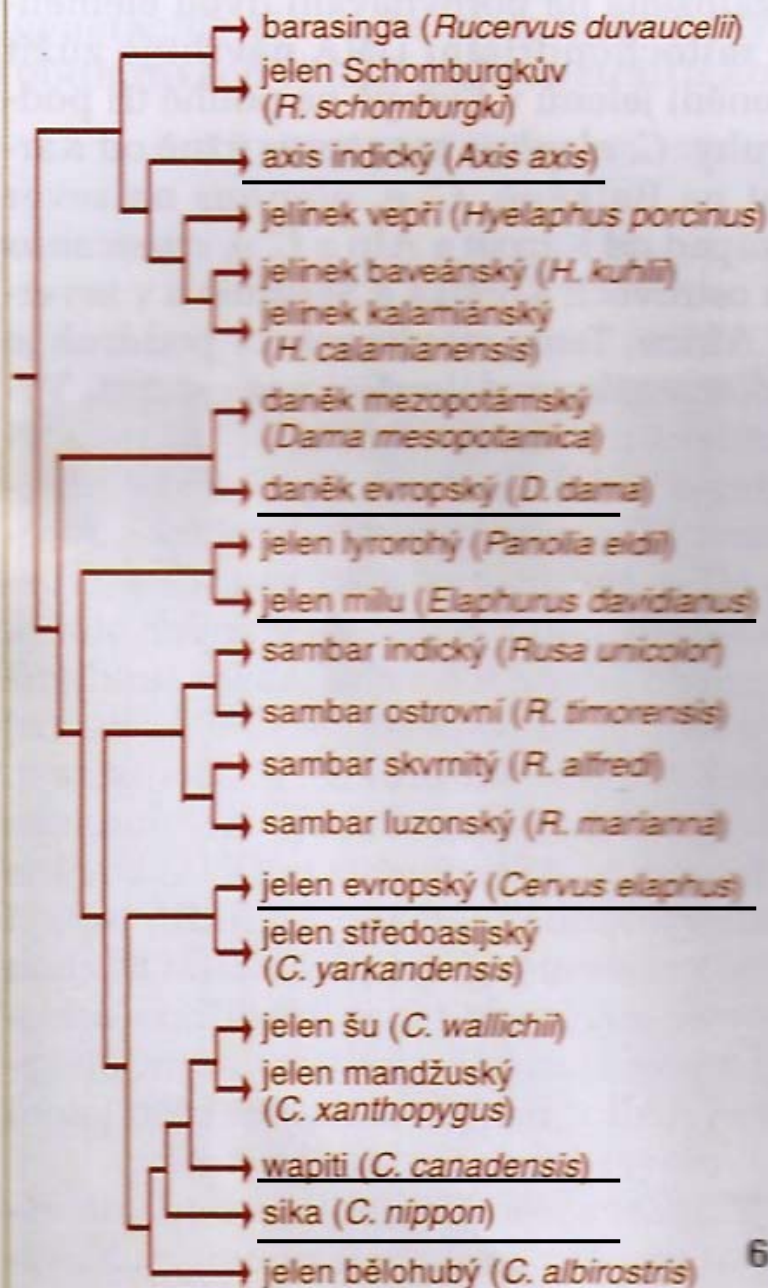 barasinga (Rucervus duvaucelii)
jelen Schomburgkův
(R. schomburgki)
axis indický (Axis axis)
jelínek vepří (Hyelaphus porcinus)
jelínek baveánský (H. kuhlii)
jelínek kalamiánský
(H. calamianensis)
daněk mezopotámský
(Dama mesopotamica)
daněk evropský (D. dama)
jelen lyrorohý (Panolia eldii)
jelen milu (Elaphurus davidianus)
sambar indický (Rusa unicolor)
sambar ostrovní (R. timorensis)
sambar skvrnitý (R. alfredi)
sambar luzonský (R. marianna)
jelen evropský (Cervus elaphus)
jelen středoasijský
(C. yarkandensis)
jelen šu (C. wallichii)
jelen mandžuský
(C. xanthopygus)
wapiti (C. canadensis)
sika (C. nippon)
6
jelen bělohubý (C. albirostris)